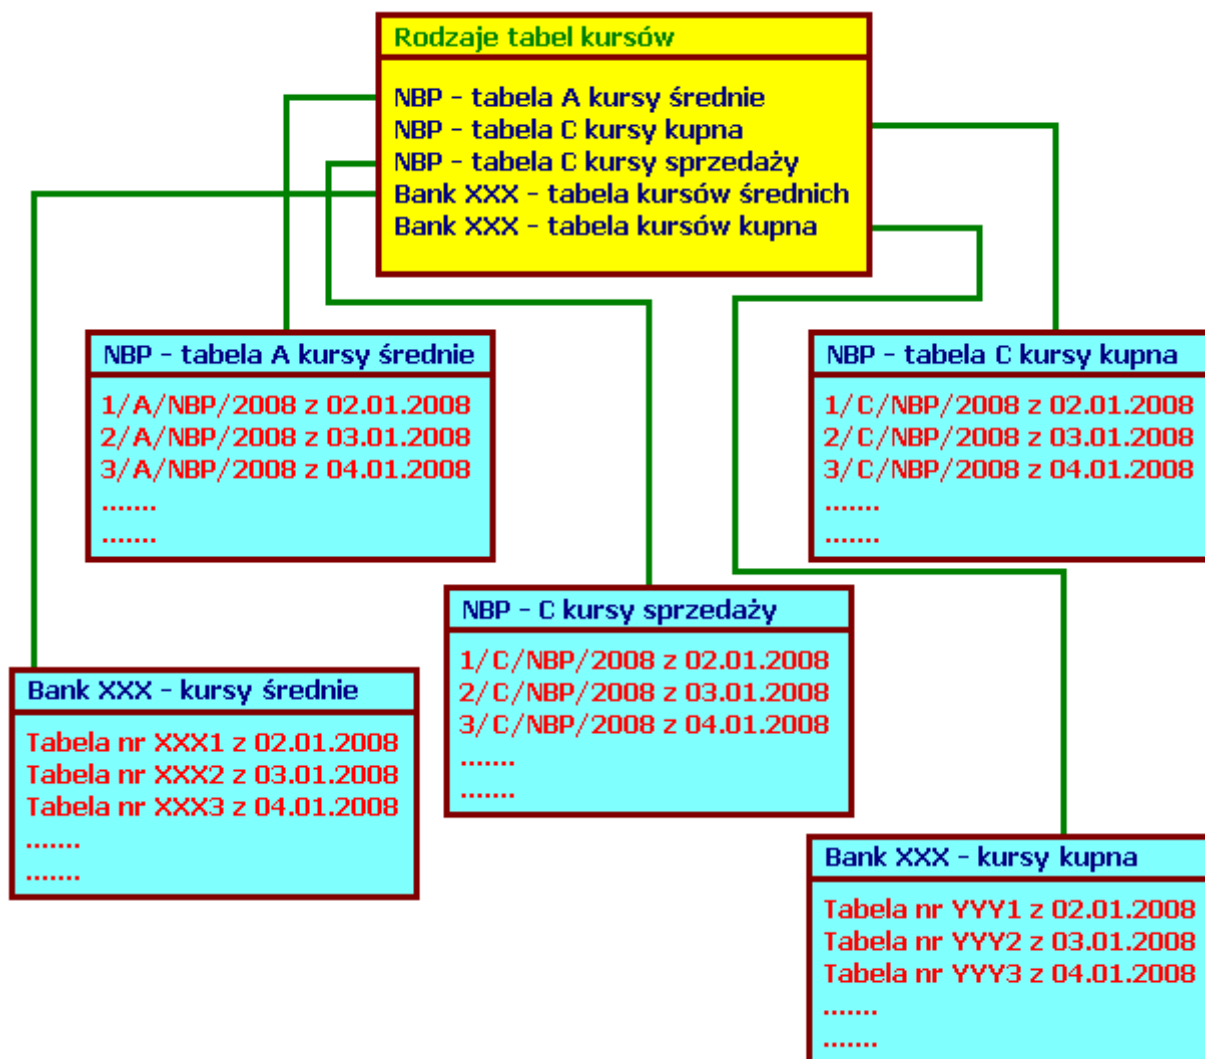 Rodzaje tabel kursów
NBP - tabela A kursy średnie
NBP - tabela C kursy kupna
NBP - tabela C kursy sprzedaży
Bank XXX - tabela kursów średnich
Bank XXX - tabela kursów kupna
NBP - tabela A kursy średnie
1/A/NBP/2008 z 02.01.2008
2/A/NBP/2008 z 03.01.2008
3/A/NBP/2008 z 04.01.2008
.......
.......
NBP - tabela C kursy kupna
1/C/NBP/2008 z 02.01.2008
2/C/NBP/2008 z 03.01.2008
3/C/NBP/2008 z 04.01.2008
.......
.......
NBP - C kursy sprzedaży
1/C/NBP/2008 z 02.01.2008
2/C/NBP/2008 z 03.01.2008
3/C/NBP/2008 z 04.01.2008
.......
.......
Bank XXX - kursy średnie
Tabela nr XXX1 z 02.01.2008
Tabela nr XXX2 z 03.01.2008
Tabela nr XXX3 z 04.01.2008
.......
.......
Bank XXX - kursy kupna
Tabela nr YYY1 z 02.01.2008
Tabela nr YYY2 z 03.01.2008
Tabela nr YYY3 z 04.01.2008
.......
.......